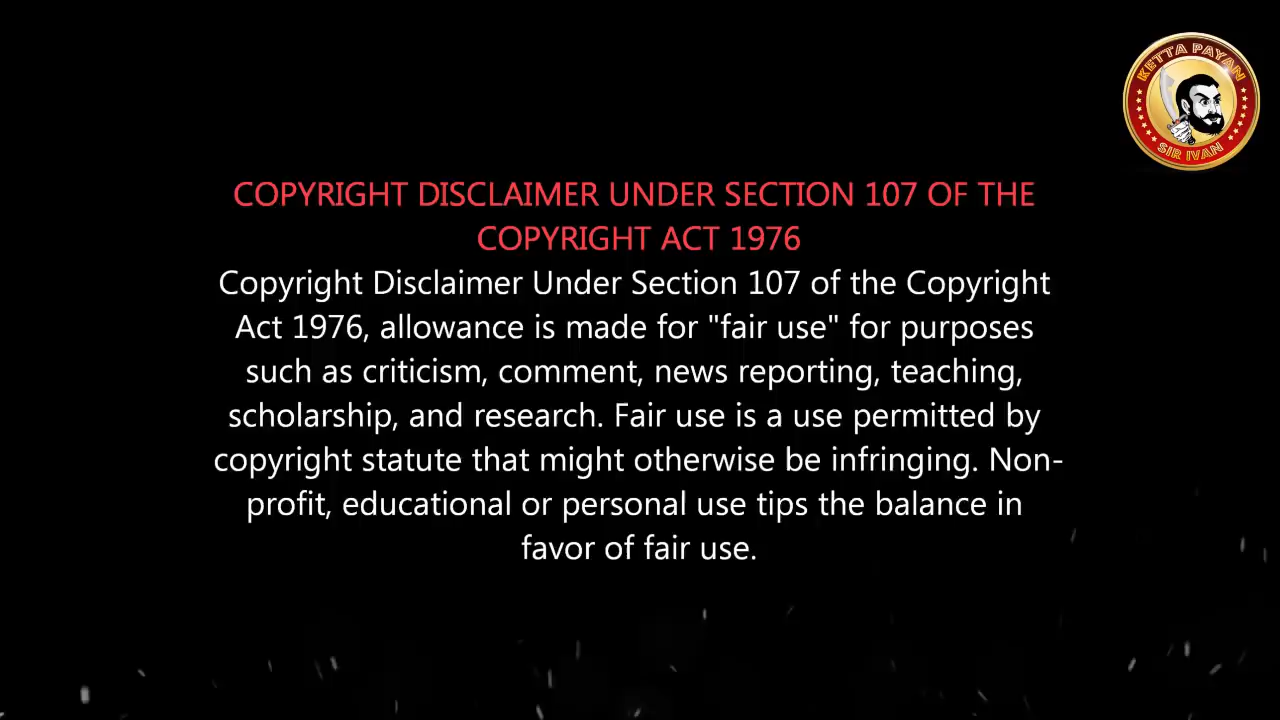 KETTA PAYAN
SIR IVAN
COPYRIGHT DISCLAIMER UNDER SECTION 107 OF THE
COPYRIGHT ACT 1976
Copyright Disclaimer Under Section 107 of the Copyright
Act 1976, allowance is made for "fair use" for purposes
such as criticism, comment, news reporting, teaching,
scholarship, and research. Fair use is a use permitted by
copyright statute that might otherwise be infringing. Non-
profit, educational or personal use tips the balance in
favor of fair use.